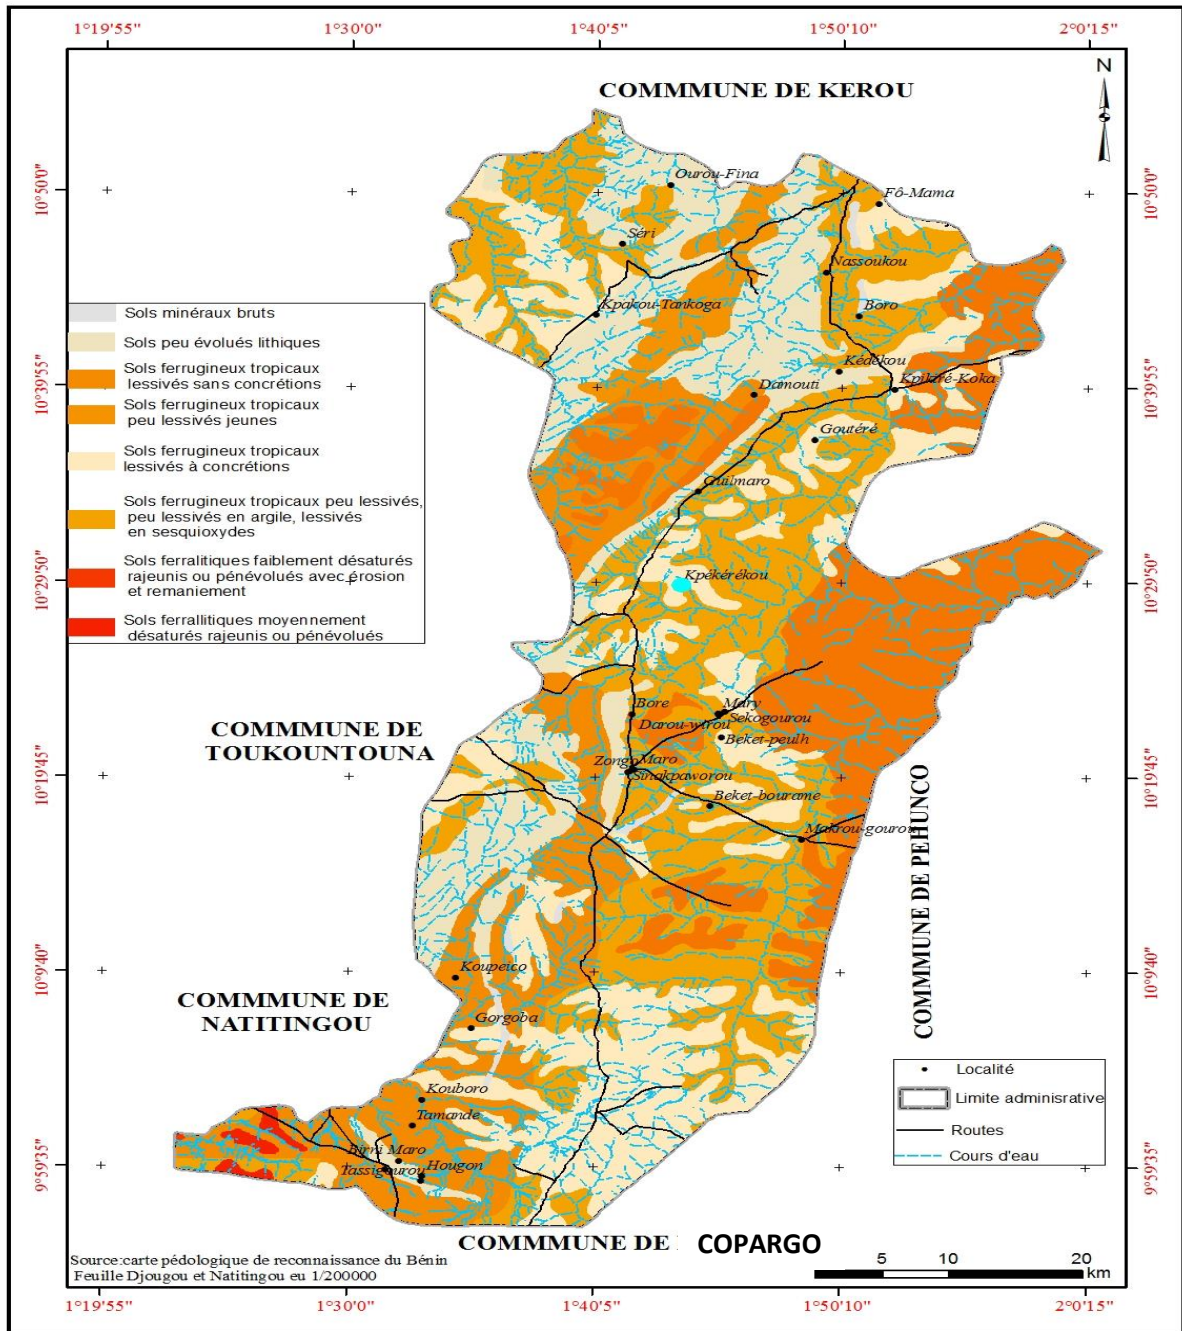 1°19'55" 1°30'0" 1°40'5" 1°50'10" 2°0'15"
N
COMMMUNE DE KEROU
Ourou-Fina
10°50'0" 10°50'0"
Fô-Mama
Séri
Nassoukou
Kpakou-Tankoga
Boro
Sols minéraux bruts
Sols peu évolués lithiques
Sols ferrugineux tropicaux
lessivés sans concrétions
Sols ferrugineux tropicaux
peu lessivés jeunes
Sols ferrugineux tropicaux
lessivés à concrétions
Sols ferrugineux tropicaux peu lessivés,
peu lessivés en argile, lessivés
en sesquioxydes
Sols ferralitiques faiblement désaturés
rajeunis ou pénévolués avec érosion
et remaniement
Sols ferrallitiques moyennement
désaturés rajeunis ou pénévolués
Kédékou
10°39'55" 10°39'55"
Damouti
Kpikiré-Koka
Goutéré
Guilmaro
Kpékérékou
10°29'50" 10°29'50"
Bore
Mary
Darou-wirou
Sekogourou
COMMMUNE DE
TOUKOUNTOUNA
Beket-peulh
Zongo
Maro
Sinakpaworou
10°19'45" 10°19'45"
Beket-bourame
Makrou-gourou
COMMMUNE DE PEHUNCO
Koupeico
10°9'40" 10°9'40"
COMMMUNE DE
NATITINGOU
Gorgoba
Kouboro
Tamande
Birni Maro
Tassigourou
Hougon
9°59'35" 9°59'35"
Localité
Limite adminisrative
Routes
Cours d'eau
COMMMUNE DE COPARGO
Source:carte pédologique de reconnaissance du Bénin
Feuille Djougou et Natitingou eu 1/200000
5 10 20
km
1°19'55" 1°30'0" 1°40'5" 1°50'10" 2°0'15"